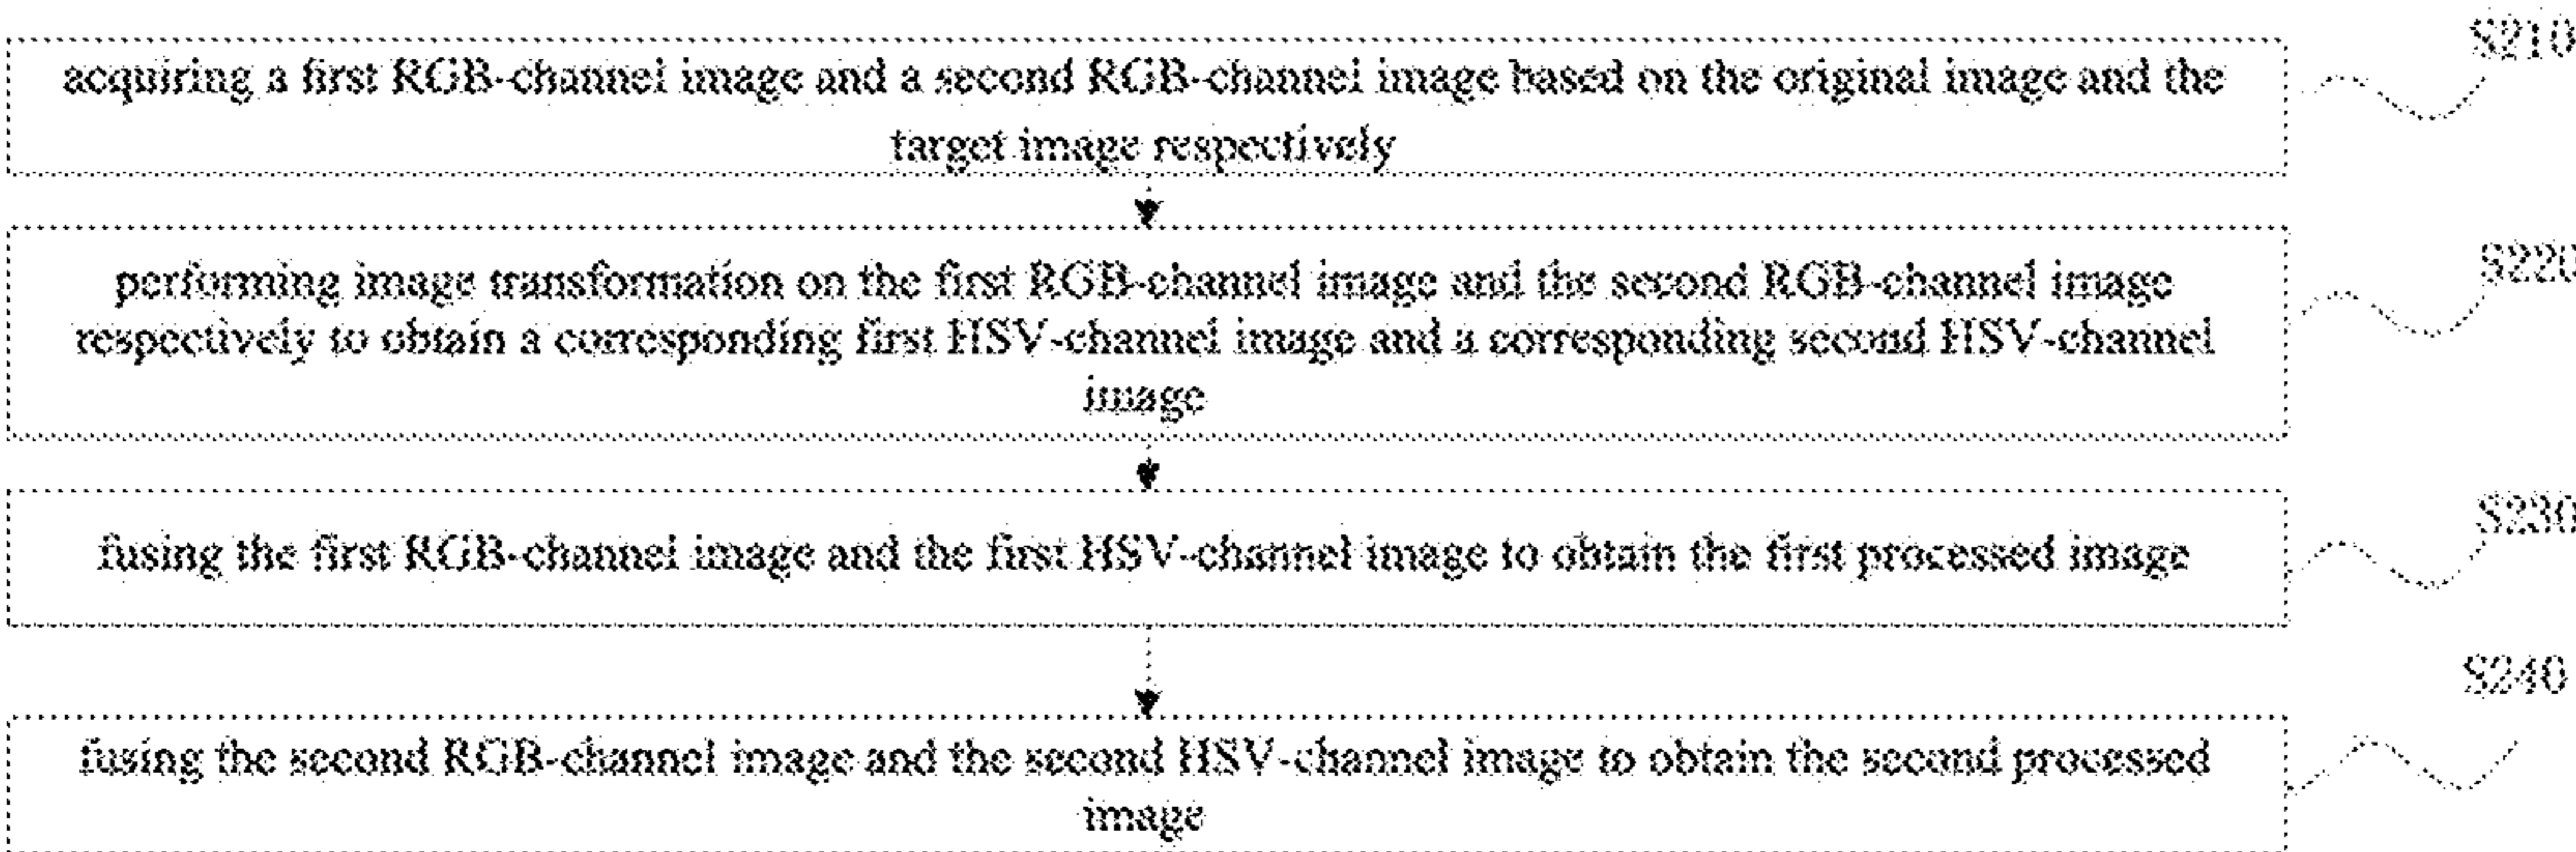 S210
acquiring a first RGB-channel image and a second RGB-channel image based on the original image and the
target image respectively
S220
performing image transformation on the first RGB-channel image and the second RGB-channel image
respectively to obtain a corresponding first HSV-channel image and a corresponding second HSV-channel
image
S230
fusing the first RGB-channel image and the first HSV-channel image to obtain the first processed image
S240
fusing the second RGB-channel image and the second HSV-channel image to obtain the second processed
image